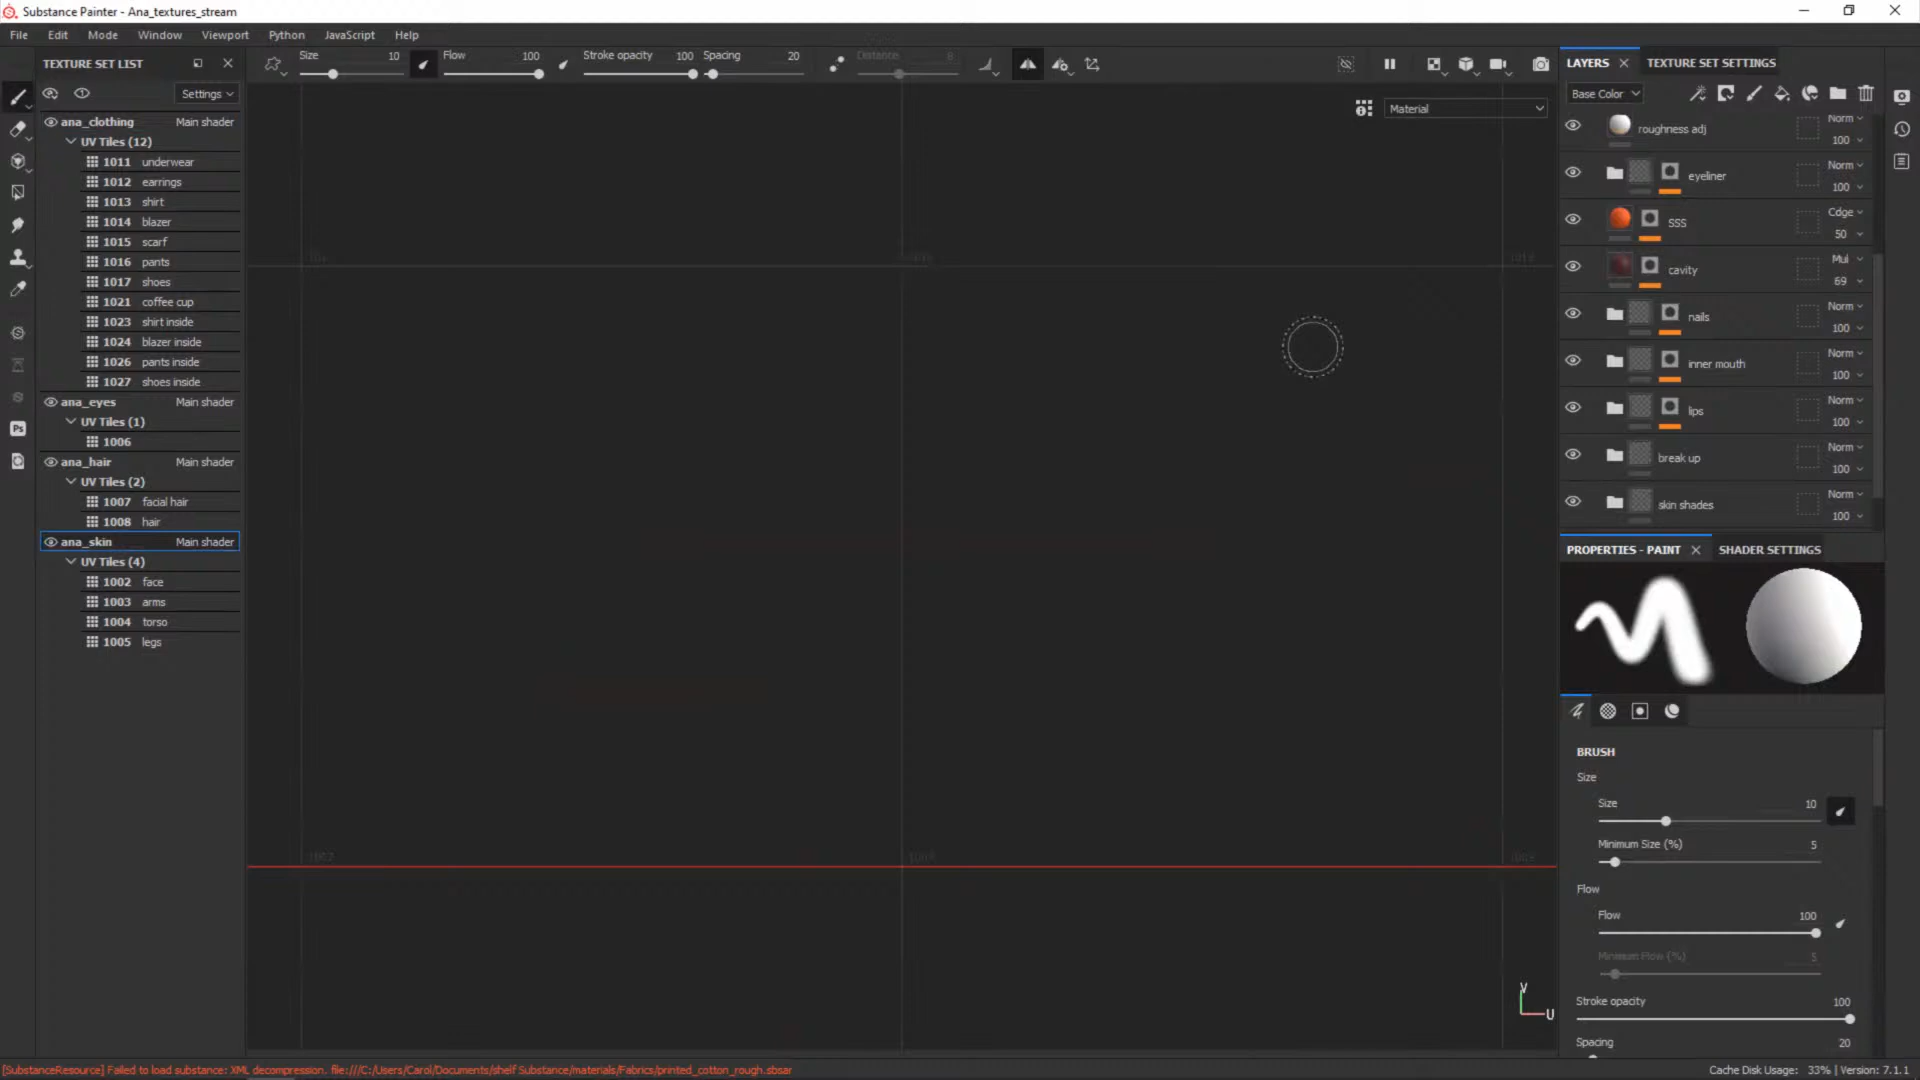 Substance Painter - Ana_textures_stream
File Edit Mode Window Viewport Python JavaScript Help
TEXTURE SET LIST
Size 10
Flow 100
Stroke opacity 100
Spacing 20
Distance 8
LAYERS
TEXTURE SET SETTINGS
Settings
Material
Base Color
ana_clothing Main shader
UV Tiles (12)
1011 underwear
1012 earrings
1013 shirt
1014 blazer
1015 scarf
1016 pants
1017 shoes
1021 coffee cup
1023 shirt inside
1024 blazer inside
1026 pants inside
1027 shoes inside
ana_eyes Main shader
UV Tiles (1)
1006
ana_hair Main shader
UV Tiles (2)
1007 facial hair
1008 hair
ana_skin Main shader
UV Tiles (4)
1002 face
1003 arms
1004 torso
1005 legs
Ps
1002
1003
V
U
roughness adj Norm 100
eyeliner Norm 100
SSS Cdge 50
cavity Mul 69
nails Norm 100
inner mouth Norm 100
lips Norm 100
break up Norm 100
skin shades Norm 100
PROPERTIES - PAINT
SHADER SETTINGS
BRUSH
Size
Size 10
Minimum Size (%) 5
Flow
Flow 100
Minimum Flow (%) 5
Stroke opacity 100
Spacing 20
[SubstanceResource] Failed to load substance: XML decompression. file:///C:/Users/Carol/Documents/shelf Substance/materials/Fabrics/printed_cotton_rough.sbsar
Cache Disk Usage: 33% | Version: 7.1.1